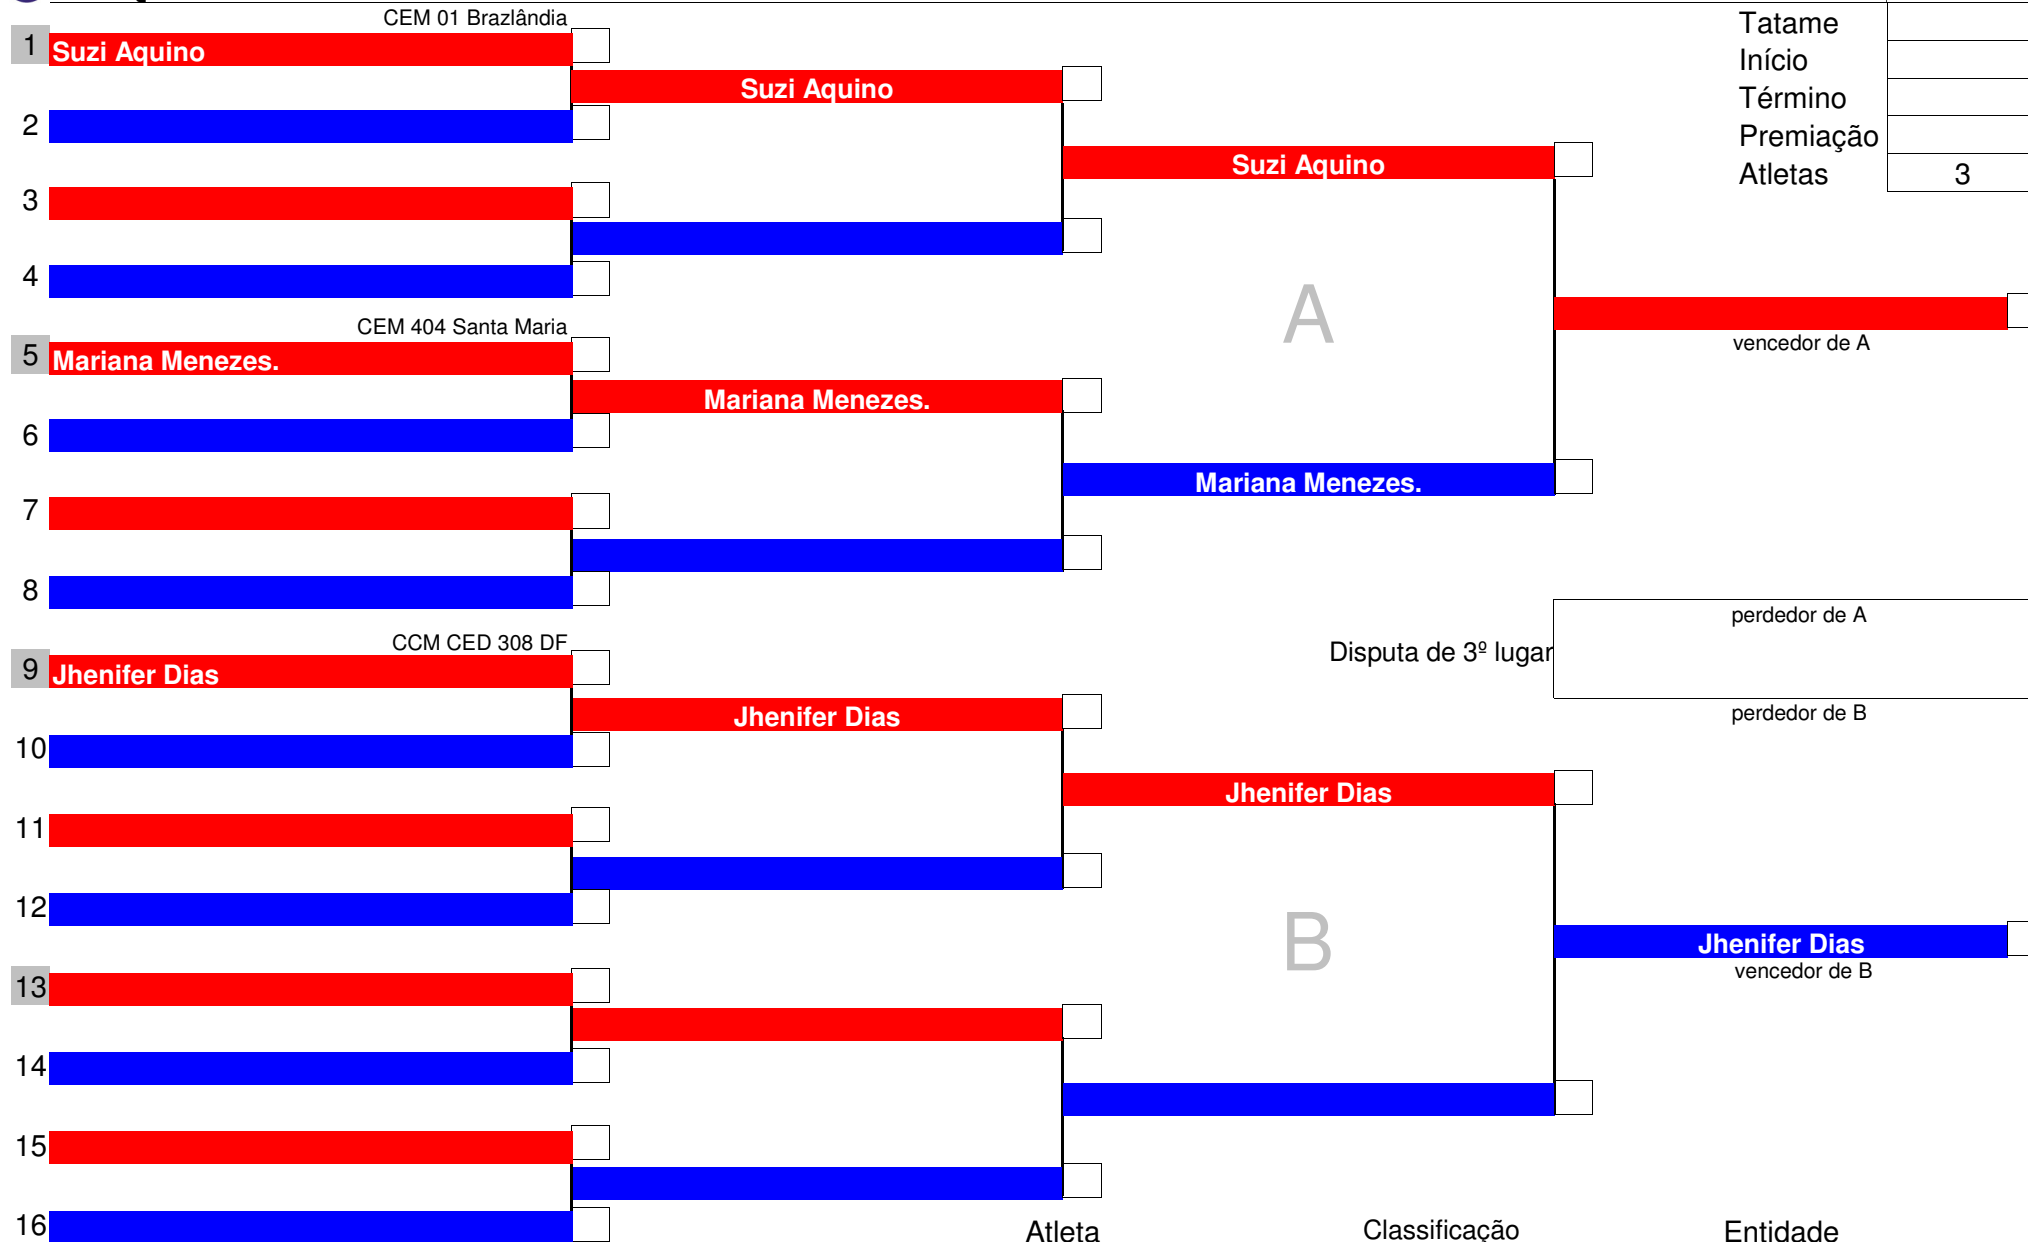 CEM 01 Brazlândia
Tatame
1 Suzi Aquino
Início
Suzi Aquino
Término
2
Premiação
Suzi Aquino
Atletas 3
3
4
A
CEM 404 Santa Maria
vencedor de A
5 Mariana Menezes.
Mariana Menezes.
6
Mariana Menezes.
7
8
perdedor de A
CCM CED 308 DF
Disputa de 3º lugar
9 Jhenifer Dias
Jhenifer Dias
perdedor de B
10
Jhenifer Dias
11
12
B
Jhenifer Dias
vencedor de B
13
14
15
16
Atleta Classificação Entidade